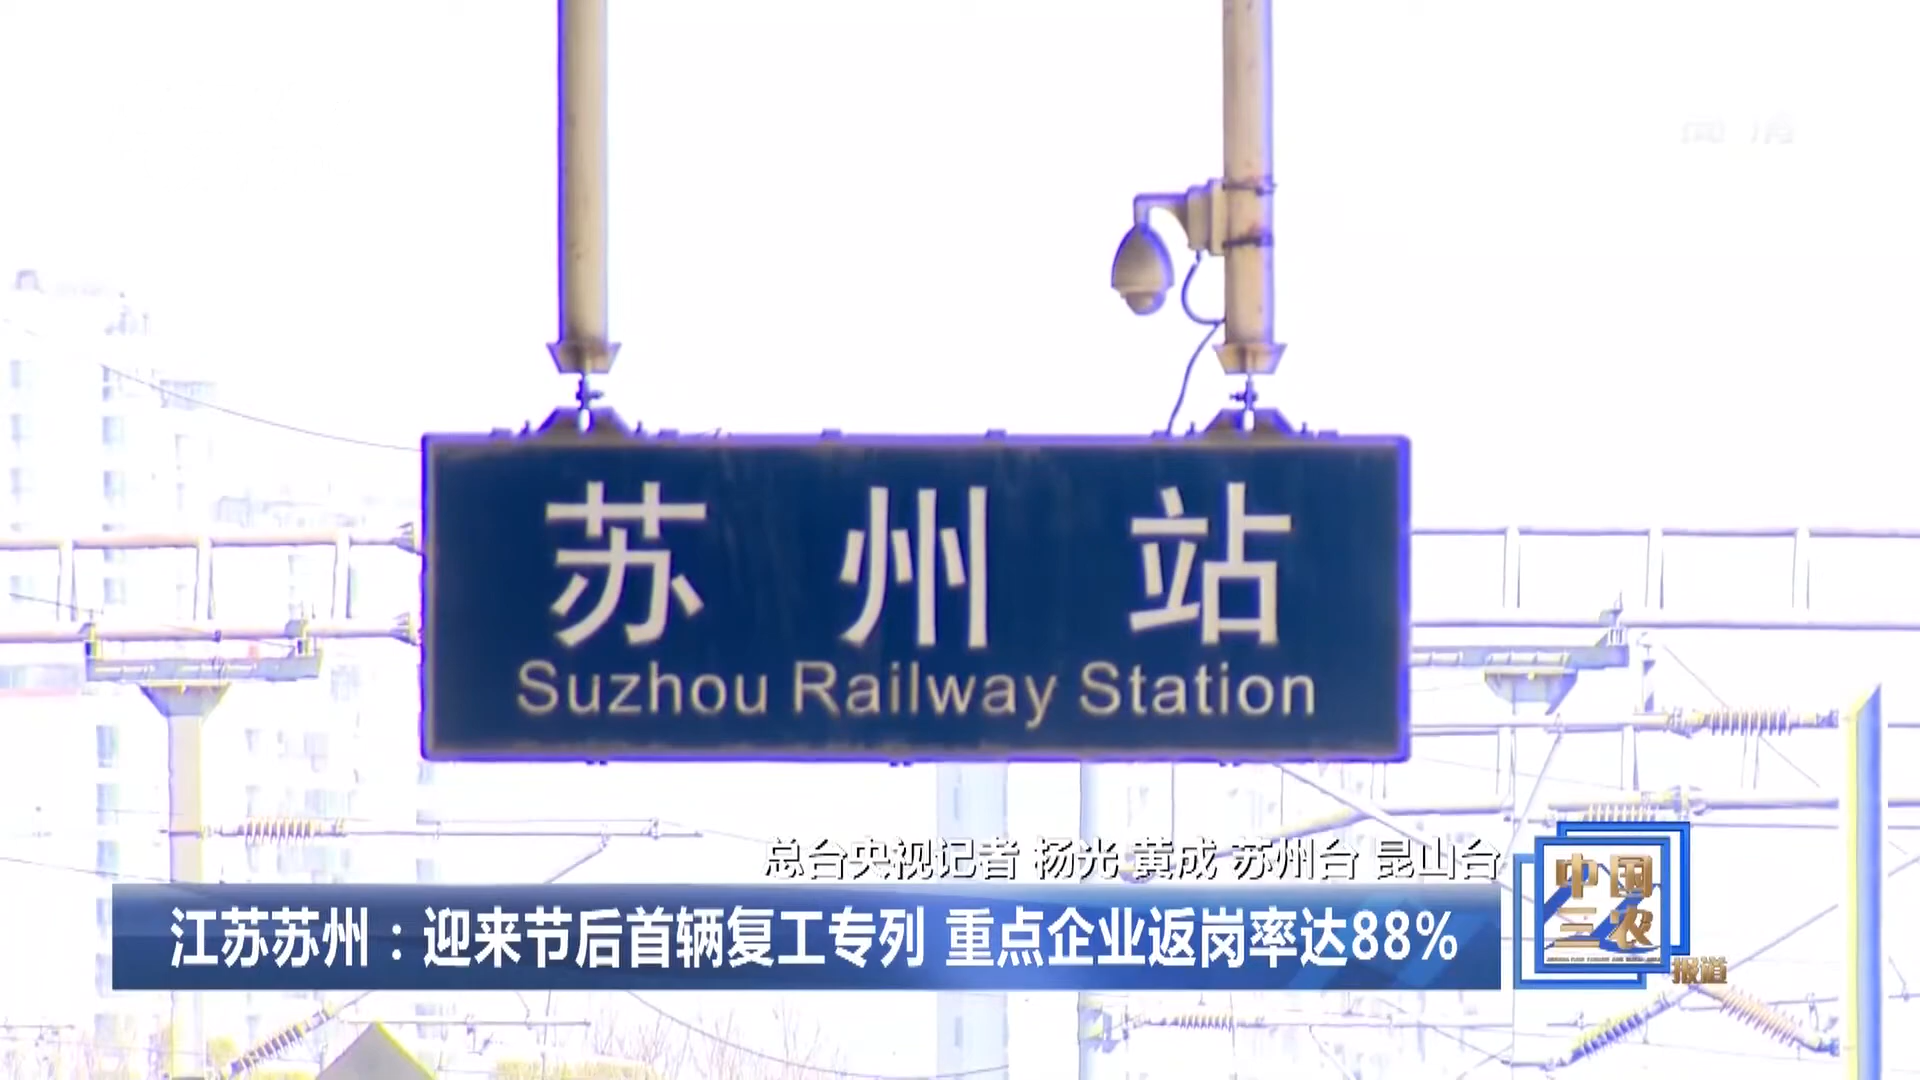 高清
苏州站
Suzhou Railway Station
总台央视记者 杨光 黄成 苏州台 昆山台
江苏苏州：迎来节后首辆复工专列 重点企业返岗率达88%
中国
三农
报道